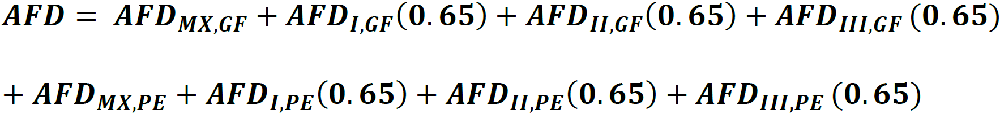 AFD = AFD_{MX,GF} + AFD_{I,GF}(0.65) + AFD_{II,GF}(0.65) + AFD_{III,GF} (0.65)
+ AFD_{MX,PE} + AFD_{I,PE}(0.65) + AFD_{II,PE}(0.65) + AFD_{III,PE} (0.65)